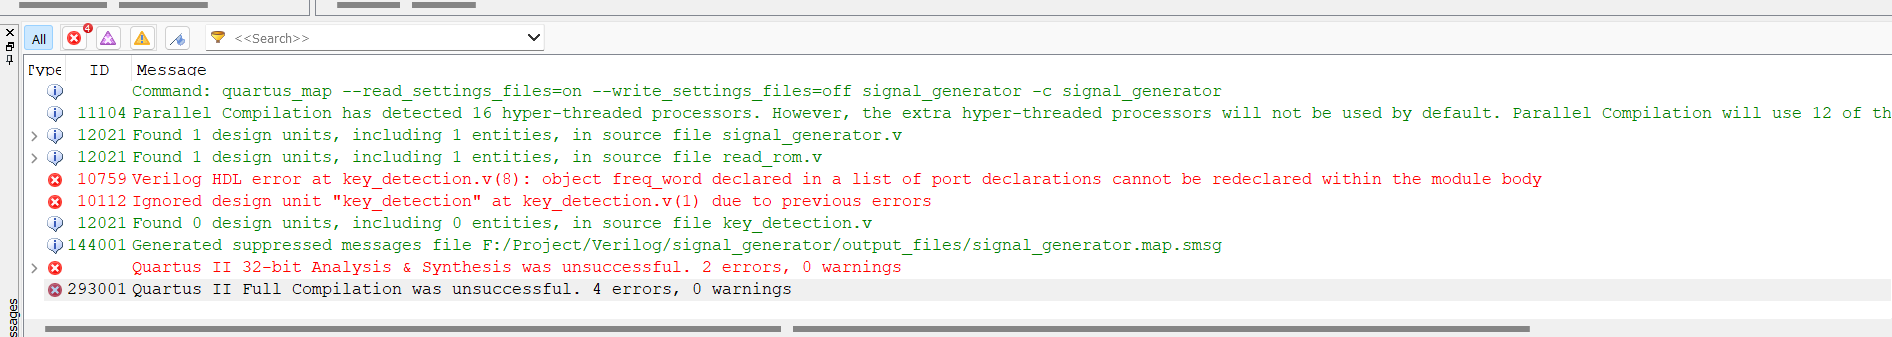 All 4 <<Search>>
Type ID Message
Command: quartus_map --read_settings_files=on --write_settings_files=off signal_generator -c signal_generator
11104 Parallel Compilation has detected 16 hyper-threaded processors. However, the extra hyper-threaded processors will not be used by default. Parallel Compilation will use 12 of th
12021 Found 1 design units, including 1 entities, in source file signal_generator.v
12021 Found 1 design units, including 1 entities, in source file read_rom.v
10759 Verilog HDL error at key_detection.v(8): object freq_word declared in a list of port declarations cannot be redeclared within the module body
10112 Ignored design unit "key_detection" at key_detection.v(1) due to previous errors
12021 Found 0 design units, including 0 entities, in source file key_detection.v
144001 Generated suppressed messages file F:/Project/Verilog/signal_generator/output_files/signal_generator.map.smsg
Quartus II 32-bit Analysis & Synthesis was unsuccessful. 2 errors, 0 warnings
293001 Quartus II Full Compilation was unsuccessful. 4 errors, 0 warnings
ssages